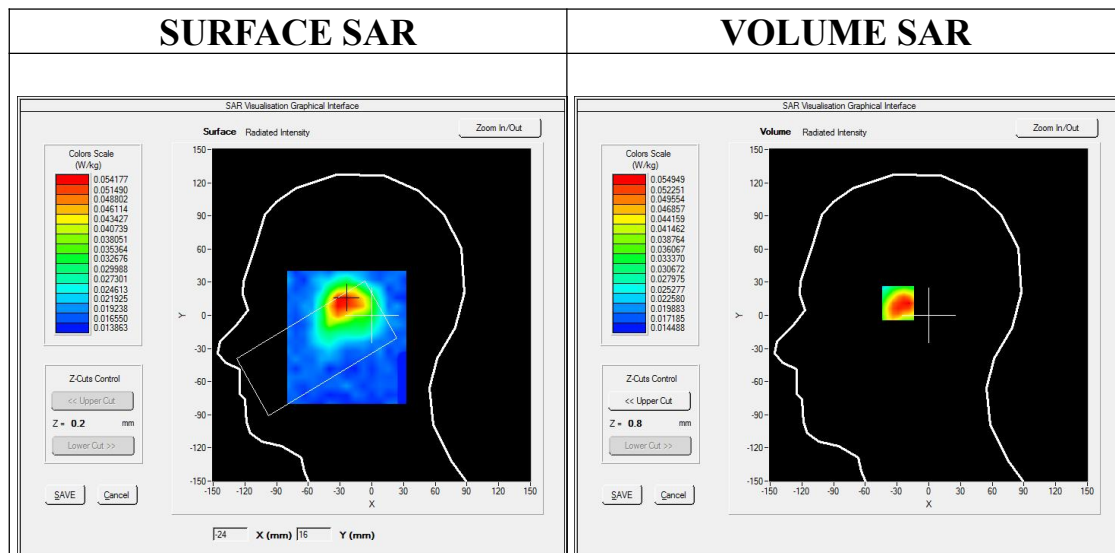 SURFACE SAR
VOLUME SAR
SAR Visualisation Graphical Interface
Surface Radiated Intensity
Zoom In/Out
Colors Scale
(W/kg)
0.054177
0.051490
0.048802
0.046114
0.043427
0.040739
0.038051
0.035364
0.032676
0.029988
0.027301
0.024613
0.021925
0.019238
0.016550
0.013863
150
120
90
60
30
0
-30
-60
-90
-120
-150
Y
-150 -120 -90 -60 -30 0 30 60 90 120 150
X
Z-Cuts Control
<< Upper Cut
Z = 0.2 mm
Lower Cut >>
SAVE Cancel
-24 X (mm) 16 Y (mm)
SAR Visualisation Graphical Interface
Volume Radiated Intensity
Zoom In/Out
Colors Scale
(W/kg)
0.054949
0.052251
0.049554
0.046857
0.044159
0.041462
0.038764
0.036067
0.033370
0.030672
0.027975
0.025277
0.022580
0.019883
0.017185
0.014488
150
120
90
60
30
0
-30
-60
-90
-120
-150
Y
-150 -120 -90 -60 -30 0 30 60 90 120 150
X
Z-Cuts Control
<< Upper Cut
Z = 0.8 mm
Lower Cut >>
SAVE Cancel